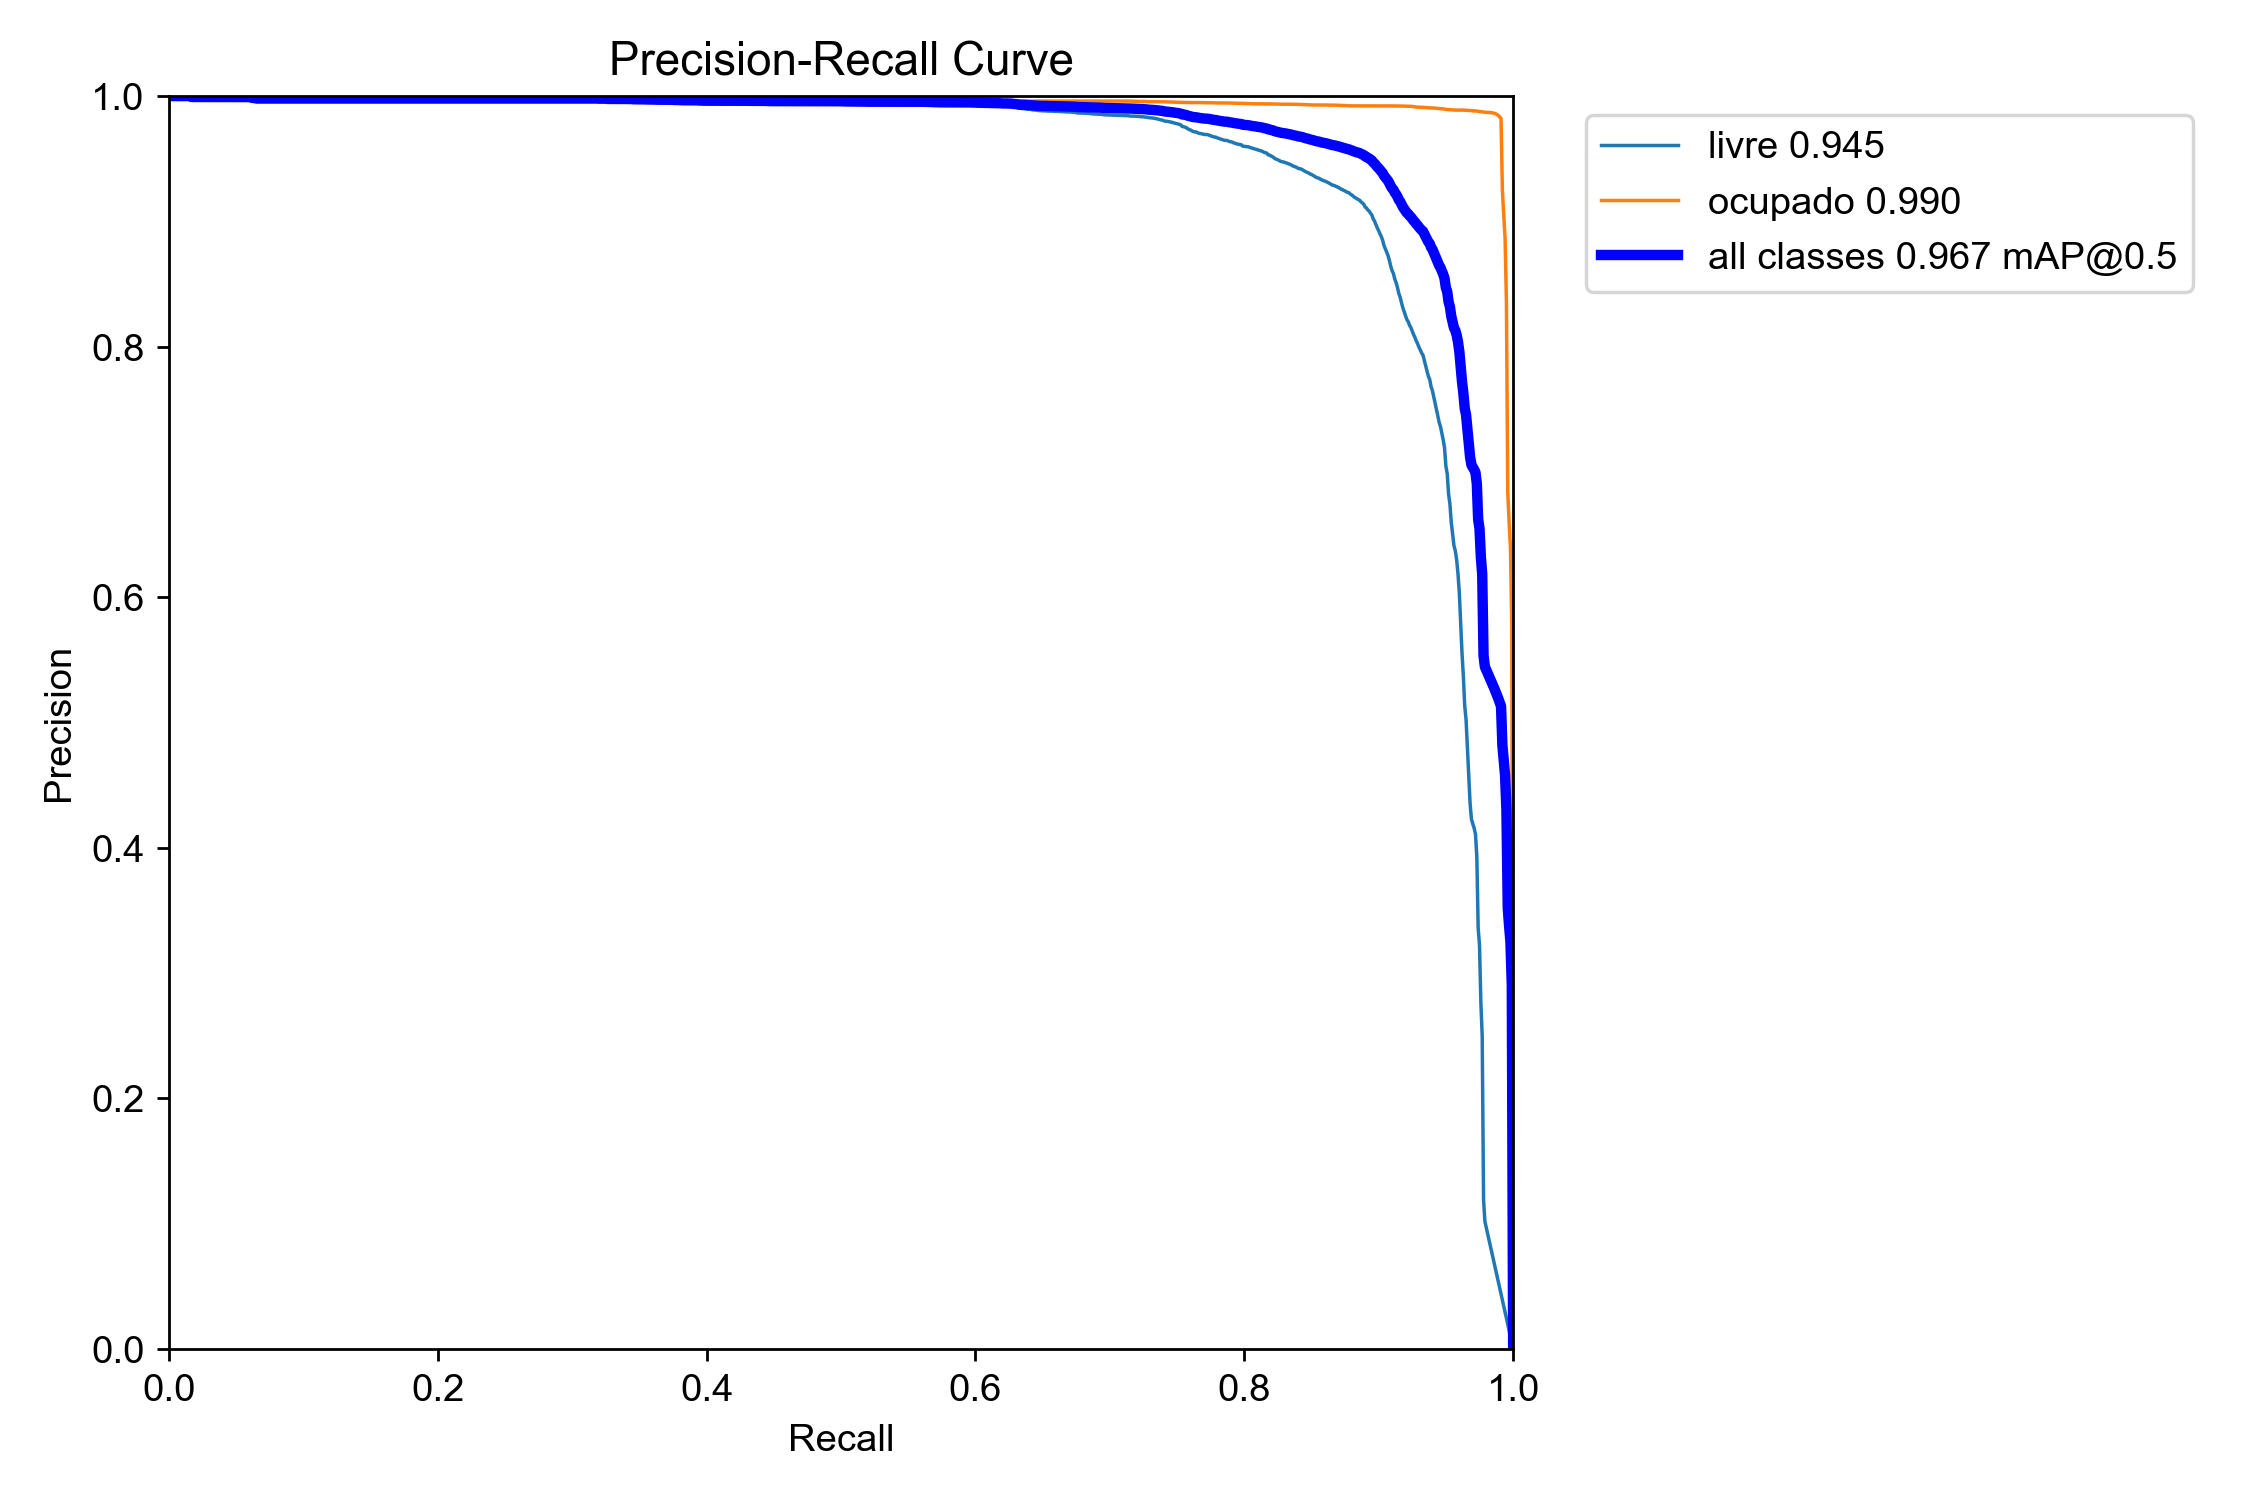 Precision-Recall Curve
1.0
0.8
0.6
0.4
0.2
0.0
Precision
0.0 0.2 0.4 0.6 0.8 1.0
Recall
livre 0.945
ocupado 0.990
all classes 0.967 mAP@0.5